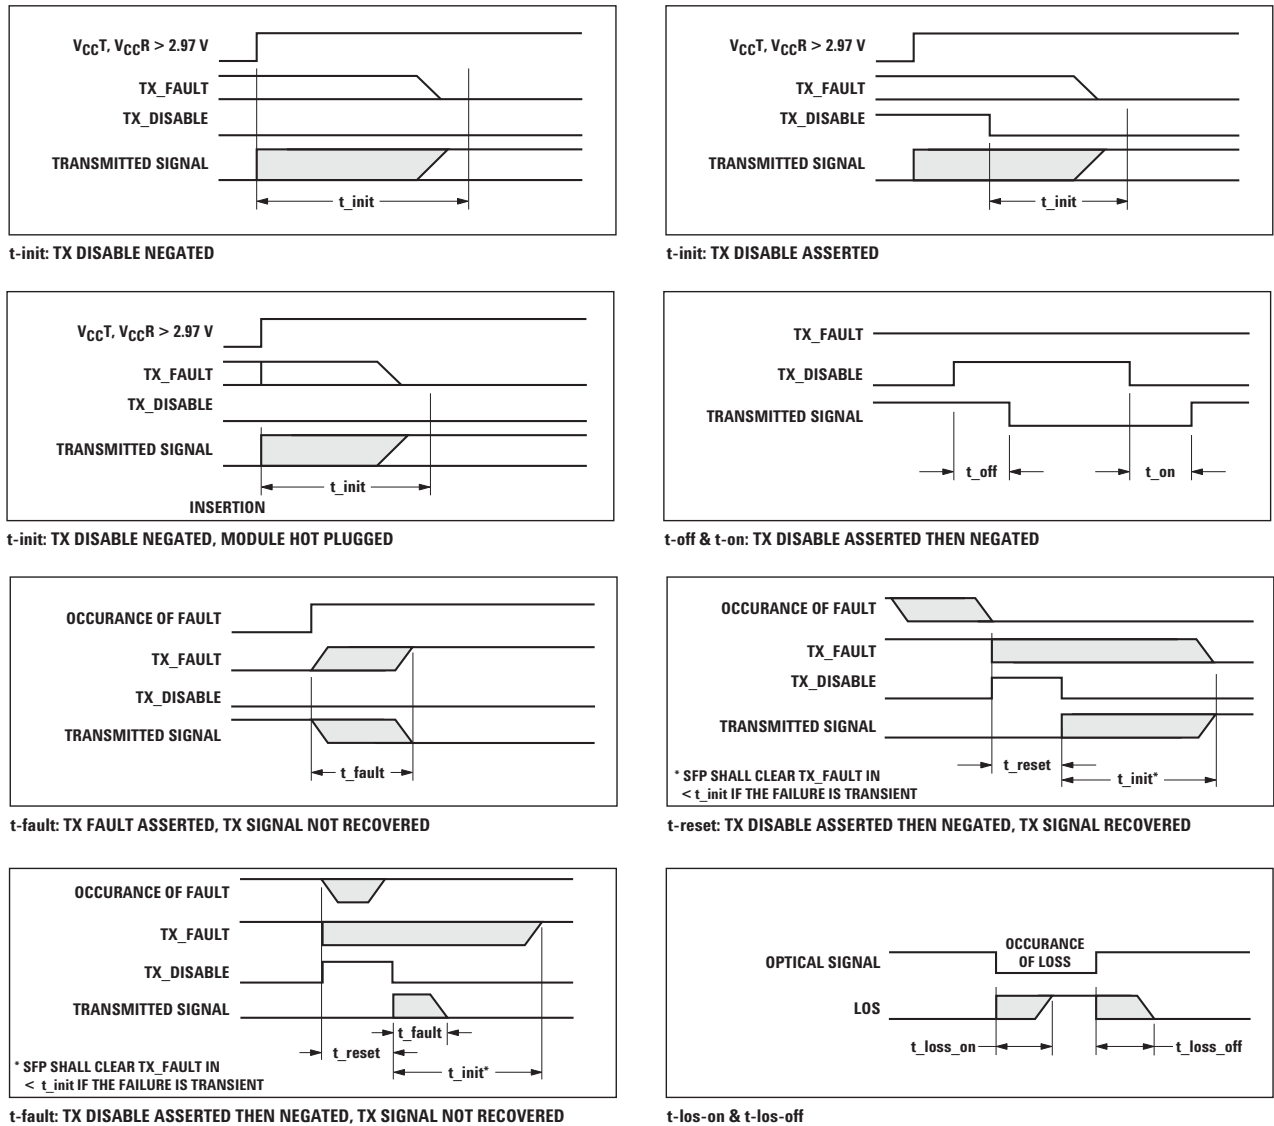 VCCT, VCCR > 2.97 V
TX_FAULT
TX_DISABLE
TRANSMITTED SIGNAL
t_init
t-init: TX DISABLE NEGATED
VCCT, VCCR > 2.97 V
TX_FAULT
TX_DISABLE
TRANSMITTED SIGNAL
t_init
t-init: TX DISABLE ASSERTED
VCCT, VCCR > 2.97 V
TX_FAULT
TX_DISABLE
TRANSMITTED SIGNAL
t_init
INSERTION
t-init: TX DISABLE NEGATED, MODULE HOT PLUGGED
TX_FAULT
TX_DISABLE
TRANSMITTED SIGNAL
t_off
t_on
t-off & t-on: TX DISABLE ASSERTED THEN NEGATED
OCCURANCE OF FAULT
TX_FAULT
TX_DISABLE
TRANSMITTED SIGNAL
t_fault
t-fault: TX FAULT ASSERTED, TX SIGNAL NOT RECOVERED
OCCURANCE OF FAULT
TX_FAULT
TX_DISABLE
TRANSMITTED SIGNAL
t_reset
t_init*
* SFP SHALL CLEAR TX_FAULT IN
< t_init IF THE FAILURE IS TRANSIENT
t-reset: TX DISABLE ASSERTED THEN NEGATED, TX SIGNAL RECOVERED
OCCURANCE OF FAULT
TX_FAULT
TX_DISABLE
TRANSMITTED SIGNAL
t_fault
t_reset
t_init*
* SFP SHALL CLEAR TX_FAULT IN
< t_init IF THE FAILURE IS TRANSIENT
t-fault: TX DISABLE ASSERTED THEN NEGATED, TX SIGNAL NOT RECOVERED
OCCURANCE
OF LOSS
OPTICAL SIGNAL
LOS
t_loss_on
t_loss_off
t-los-on & t-los-off